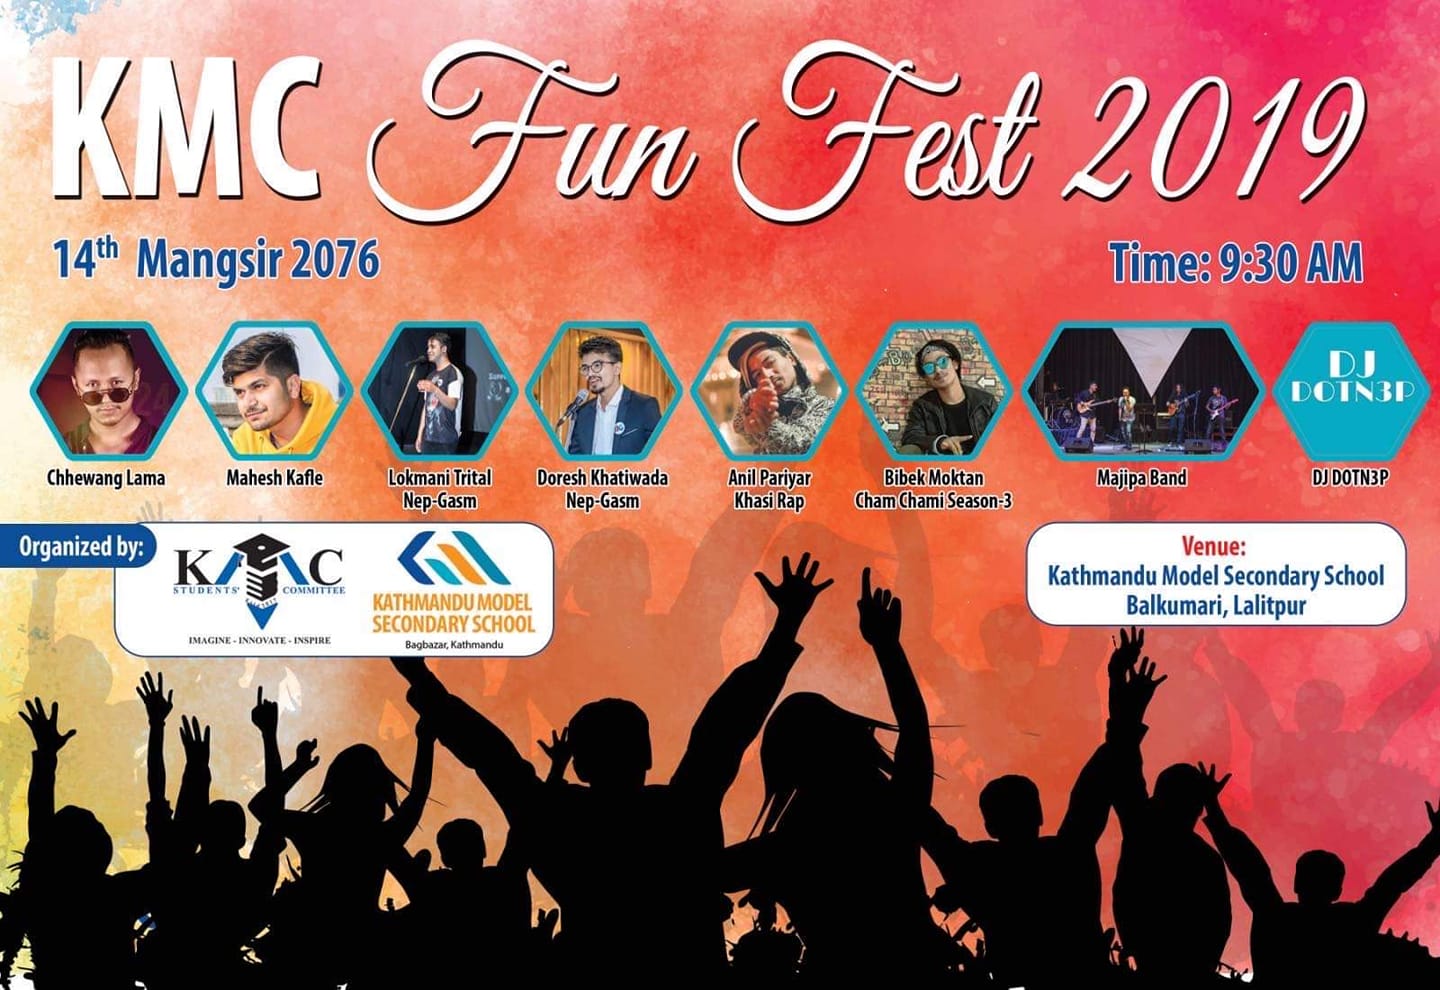 KMC Fun Fest 2019
14th Mangsir 2076
Time: 9:30 AM
DJ
DOTN3P
Chhewang Lama
Mahesh Kafle
Lokmani Trital
Nep-Gasm
Doresh Khatiwada
Nep-Gasm
Anil Pariyar
Khasi Rap
Bibek Moktan
Cham Chami Season-3
Majipa Band
DJ DOTN3P
Organized by:
KMC
STUDENTS' COMMITTEE
IMAGINE - INNOVATE - INSPIRE
KATHMANDU MODEL
SECONDARY SCHOOL
Bagbazar, Kathmandu
Venue:
Kathmandu Model Secondary School
Balkumari, Lalitpur